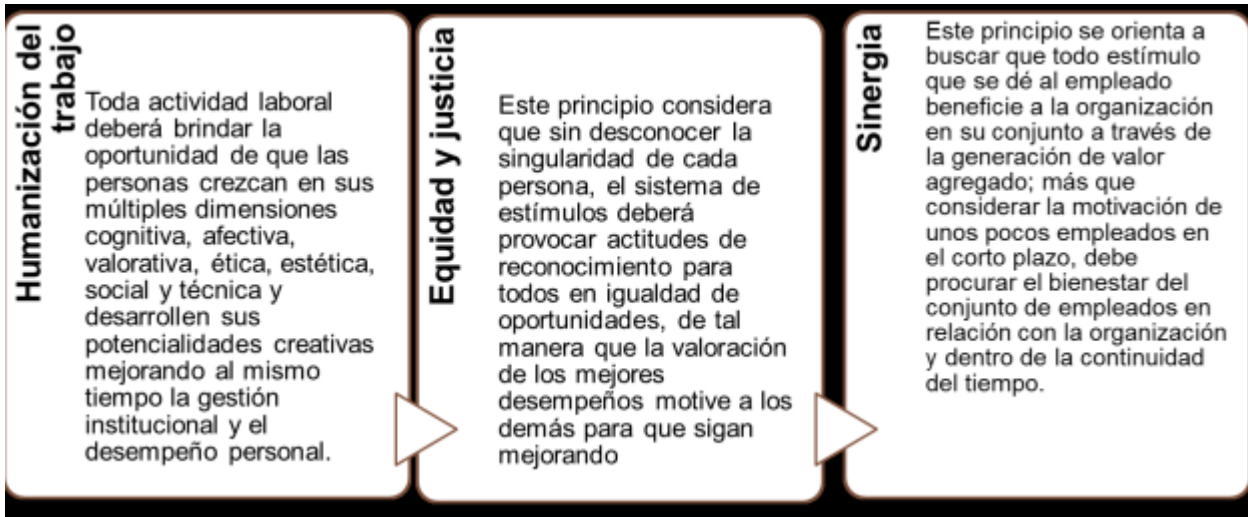 Humanización del
trabajo
Toda actividad laboral
deberá brindar la
oportunidad de que las
personas crezcan en sus
múltiples dimensiones
cognitiva, afectiva,
valorativa, ética, estética,
social y técnica y
desarrollen sus
potencialidades creativas
mejorando al mismo
tiempo la gestión
institucional y el
desempeño personal.
Equidad y justicia
Este principio considera
que sin desconocer la
singularidad de cada
persona, el sistema de
estímulos deberá
provocar actitudes de
reconocimiento para
todos en igualdad de
oportunidades, de tal
manera que la valoración
de los mejores
desempeños motive a los
demás para que sigan
mejorando
Sinergia
Este principio se orienta a
buscar que todo estímulo
que se dé al empleado
beneficie a la organización
en su conjunto a través de
la generación de valor
agregado; más que
considerar la motivación de
unos pocos empleados en
el corto plazo, debe
procurar el bienestar del
conjunto de empleados en
relación con la organización
y dentro de la continuidad
del tiempo.